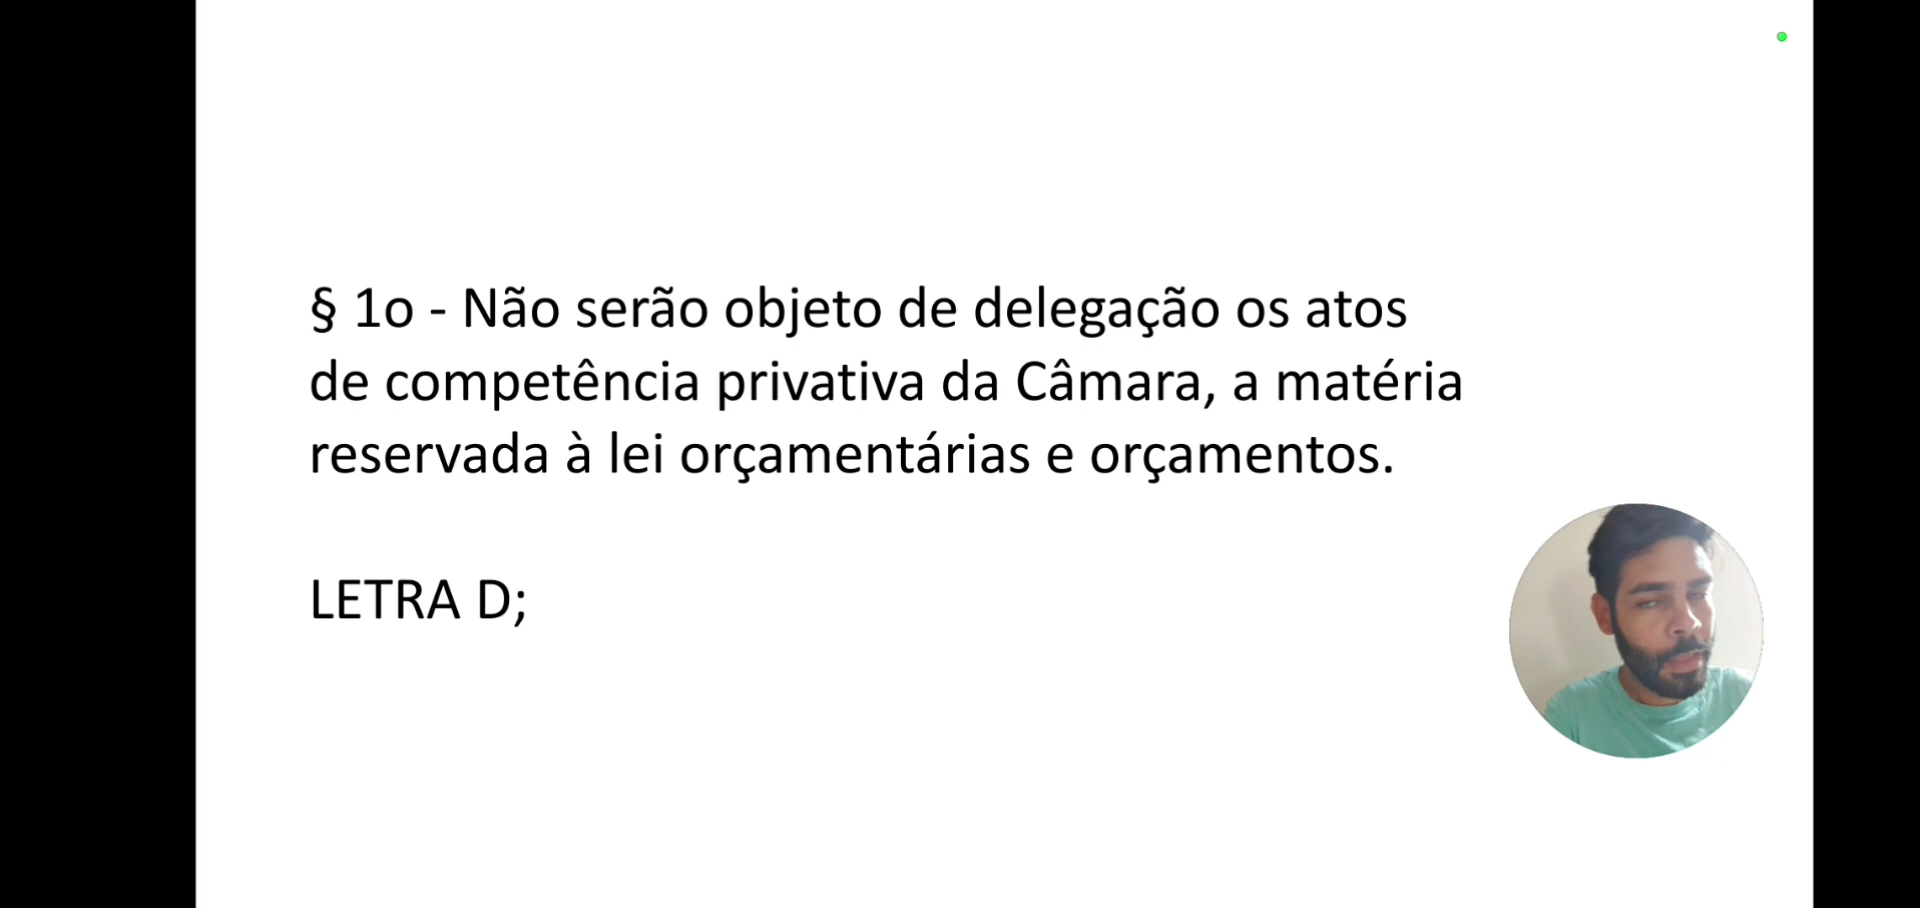 § 1o - Não serão objeto de delegação os atos
de competência privativa da Câmara, a matéria
reservada à lei orçamentárias e orçamentos.
LETRA D;